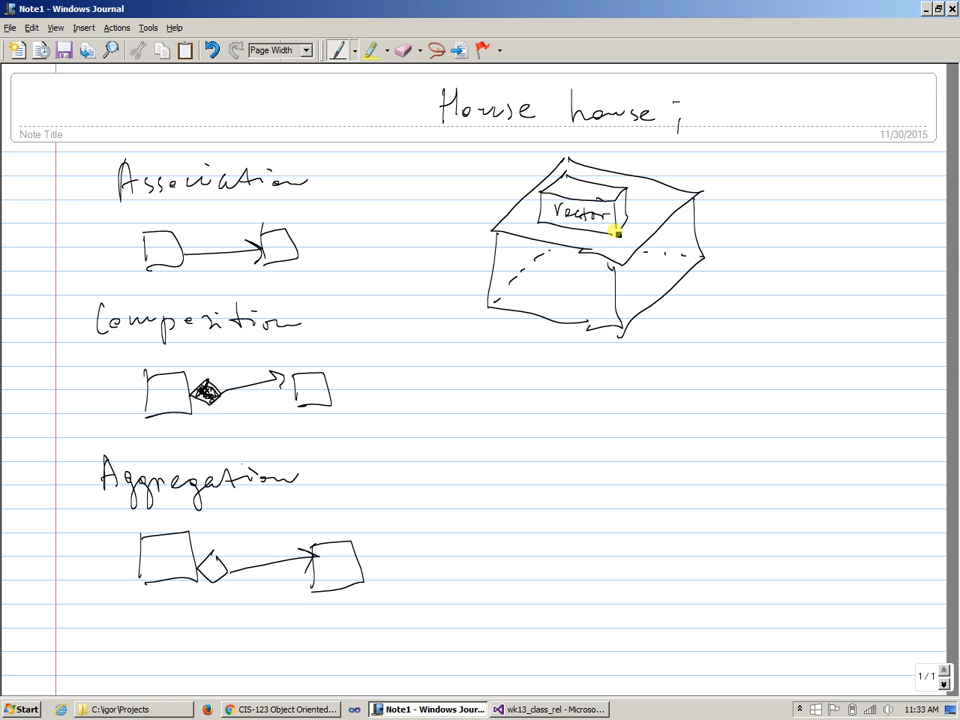 Note1 - Windows Journal
File Edit View Insert Actions Tools Help
Page Width
House house;
Note Title
11/30/2015
Association
vector
Composition
Aggregation
1 / 1
Start
C:\igor\Projects
CIS-123 Object Oriented...
Note1 - Windows Jour...
wk13_class_rel - Microso...
11:33 AM